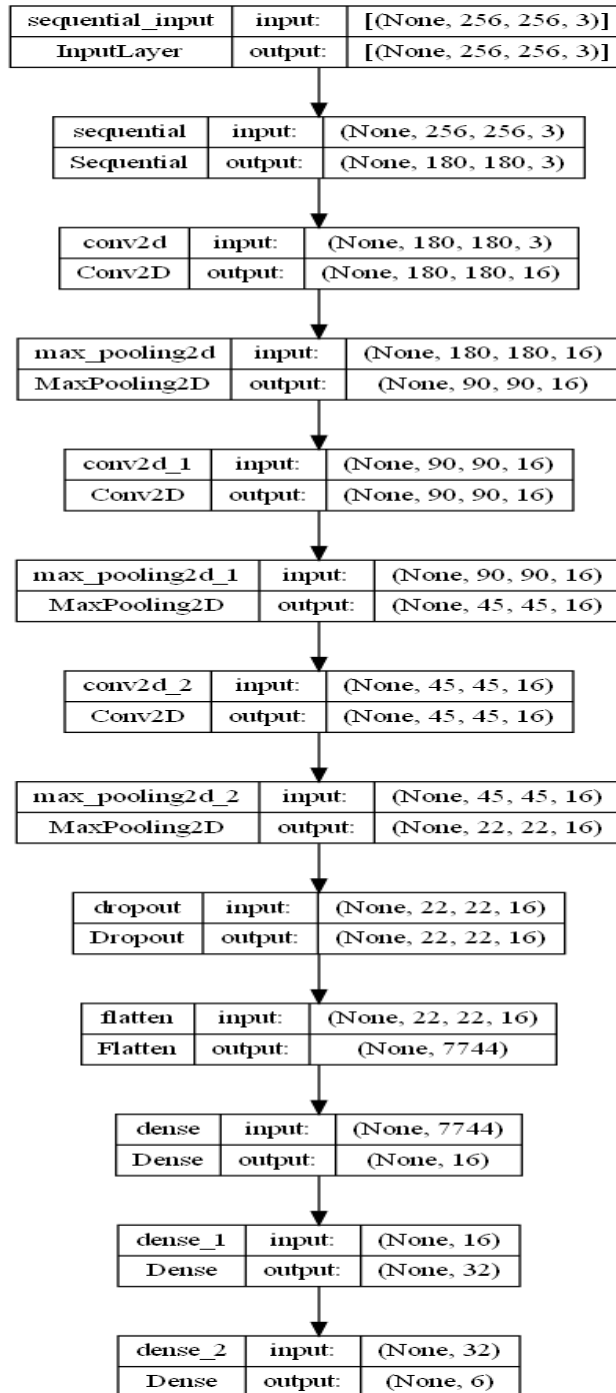 sequential_input input: [(None, 256, 256, 3)]
InputLayer output: [(None, 256, 256, 3)]
sequential input: (None, 256, 256, 3)
Sequential output: (None, 180, 180, 3)
conv2d input: (None, 180, 180, 3)
Conv2D output: (None, 180, 180, 16)
max_pooling2d input: (None, 180, 180, 16)
MaxPooling2D output: (None, 90, 90, 16)
conv2d_1 input: (None, 90, 90, 16)
Conv2D output: (None, 90, 90, 16)
max_pooling2d_1 input: (None, 90, 90, 16)
MaxPooling2D output: (None, 45, 45, 16)
conv2d_2 input: (None, 45, 45, 16)
Conv2D output: (None, 45, 45, 16)
max_pooling2d_2 input: (None, 45, 45, 16)
MaxPooling2D output: (None, 22, 22, 16)
dropout input: (None, 22, 22, 16)
Dropout output: (None, 22, 22, 16)
flatten input: (None, 22, 22, 16)
Flatten output: (None, 7744)
dense input: (None, 7744)
Dense output: (None, 16)
dense_1 input: (None, 16)
Dense output: (None, 32)
dense_2 input: (None, 32)
Dense output: (None, 6)